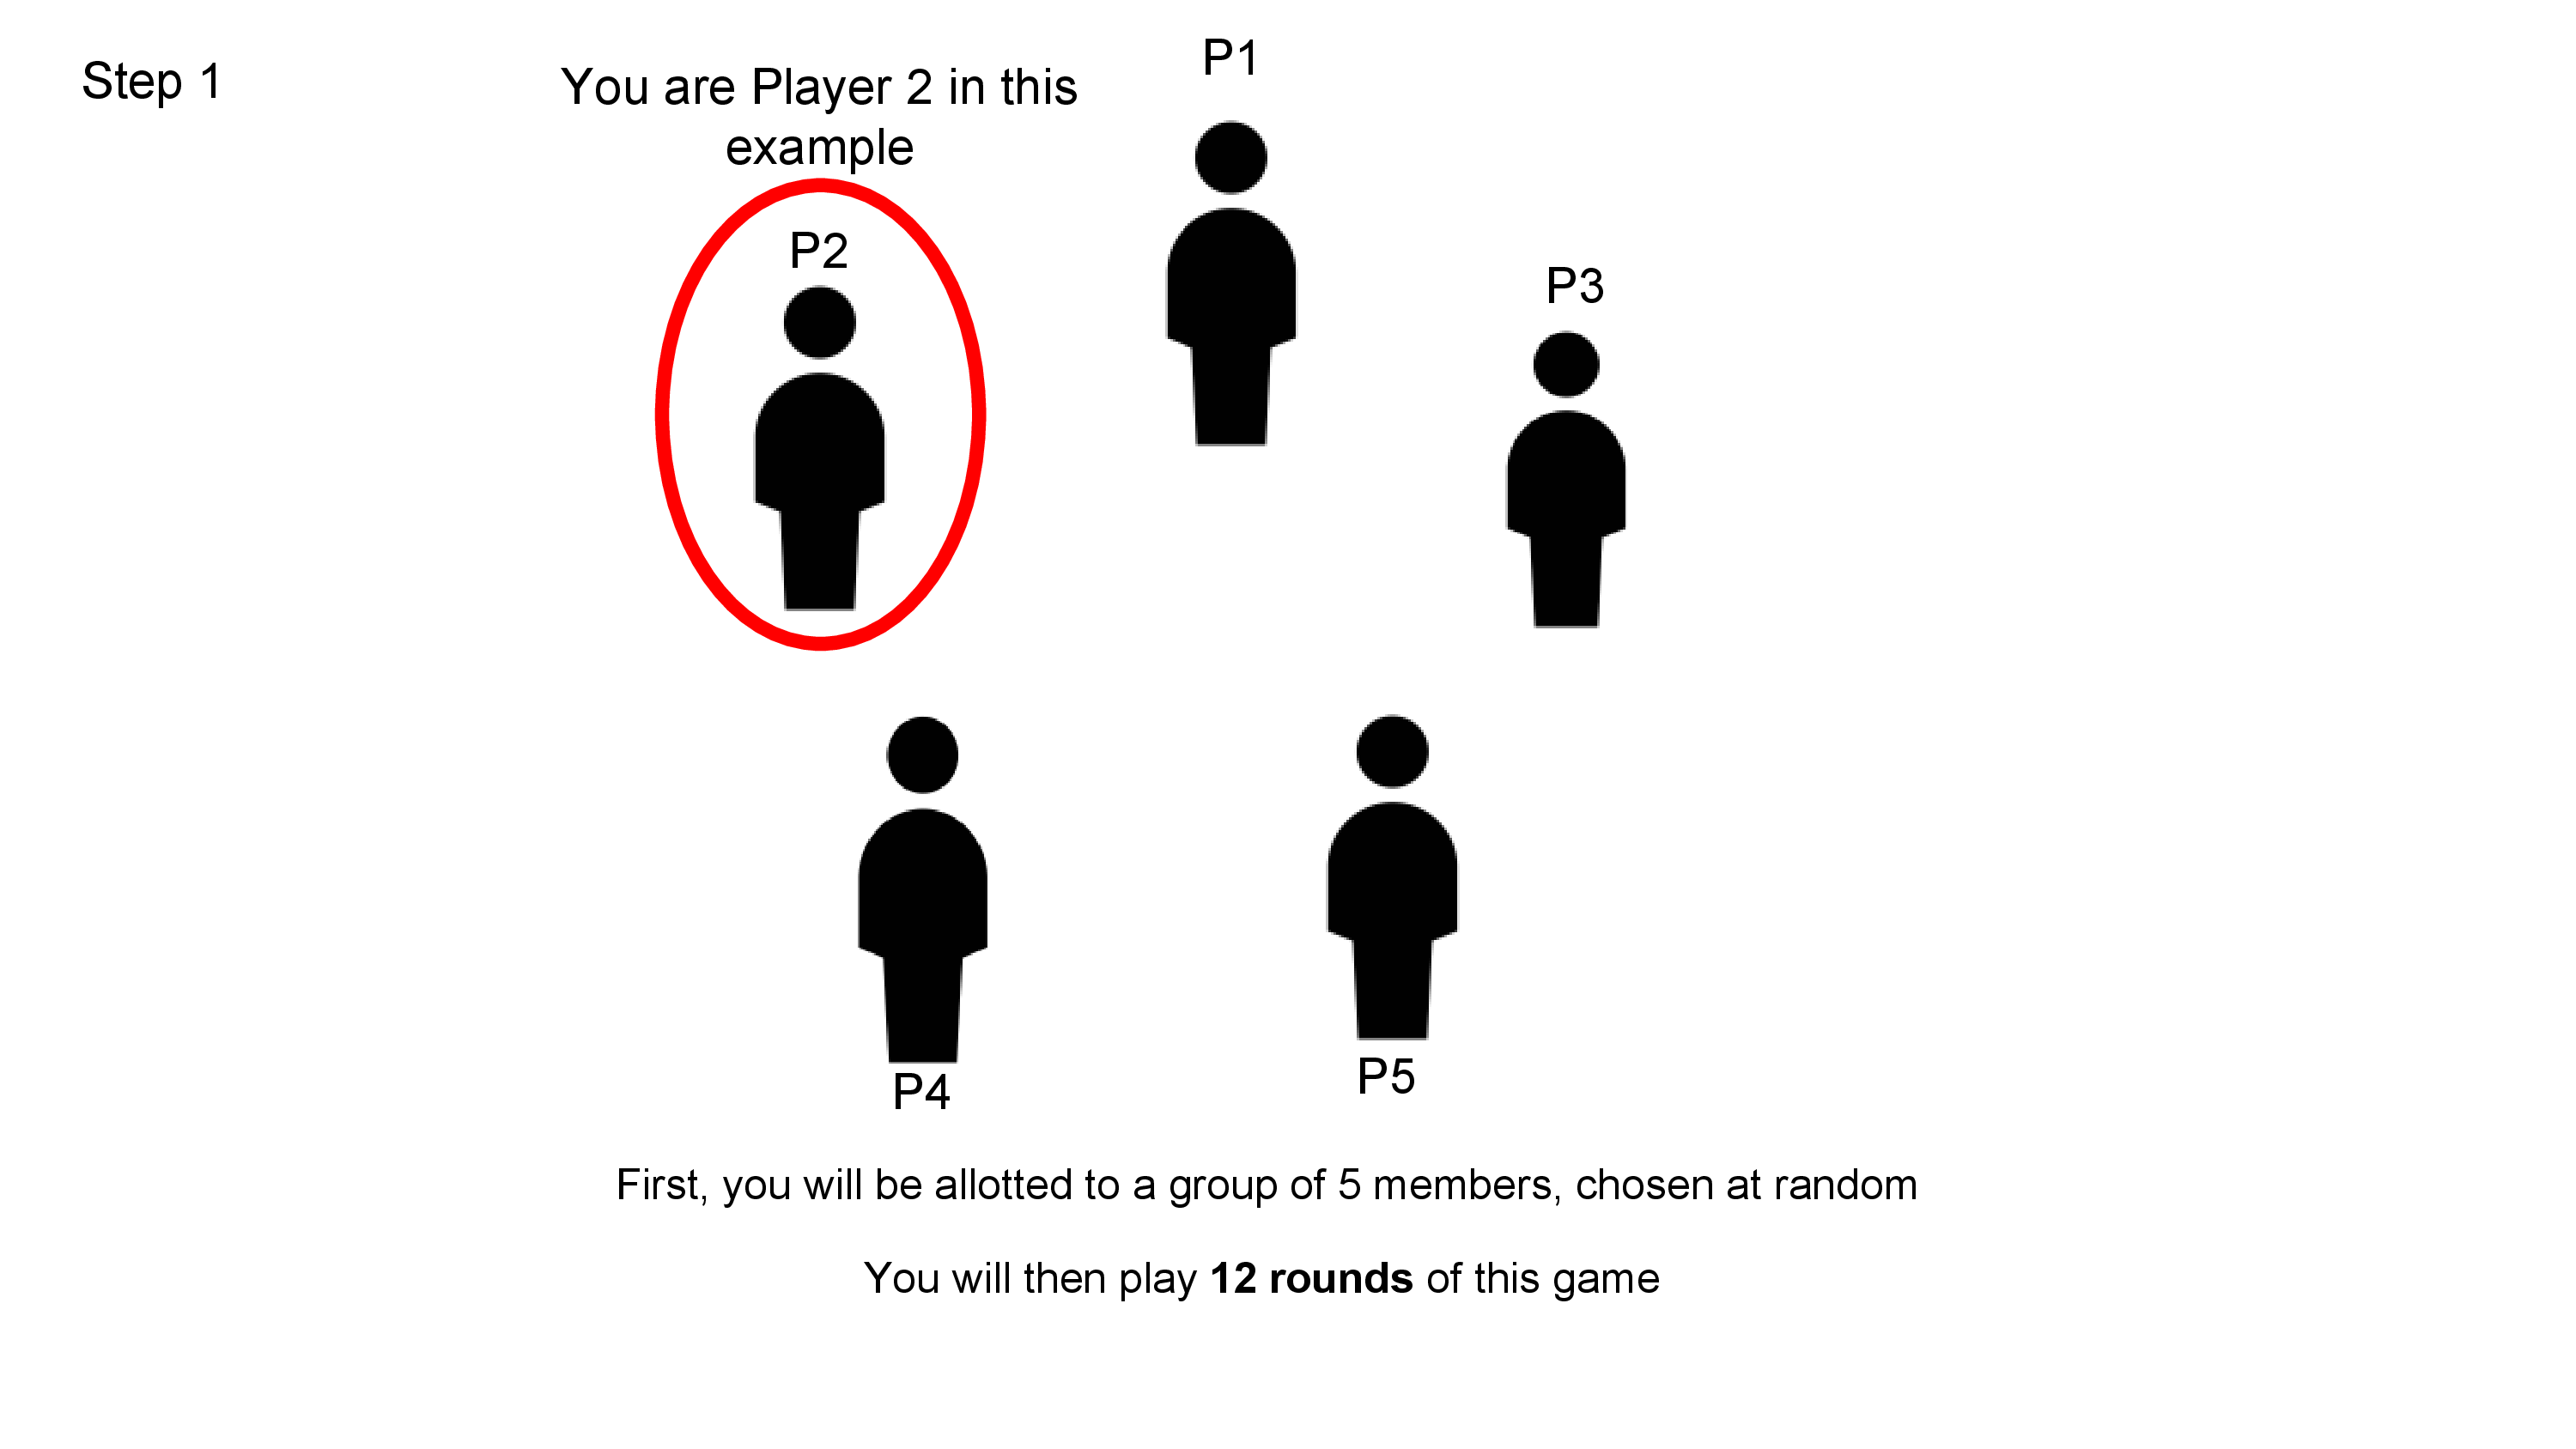 Step 1
You are Player 2 in this
example
P1
P2
P3
P4
P5
First, you will be allotted to a group of 5 members, chosen at random
You will then play 12 rounds of this game